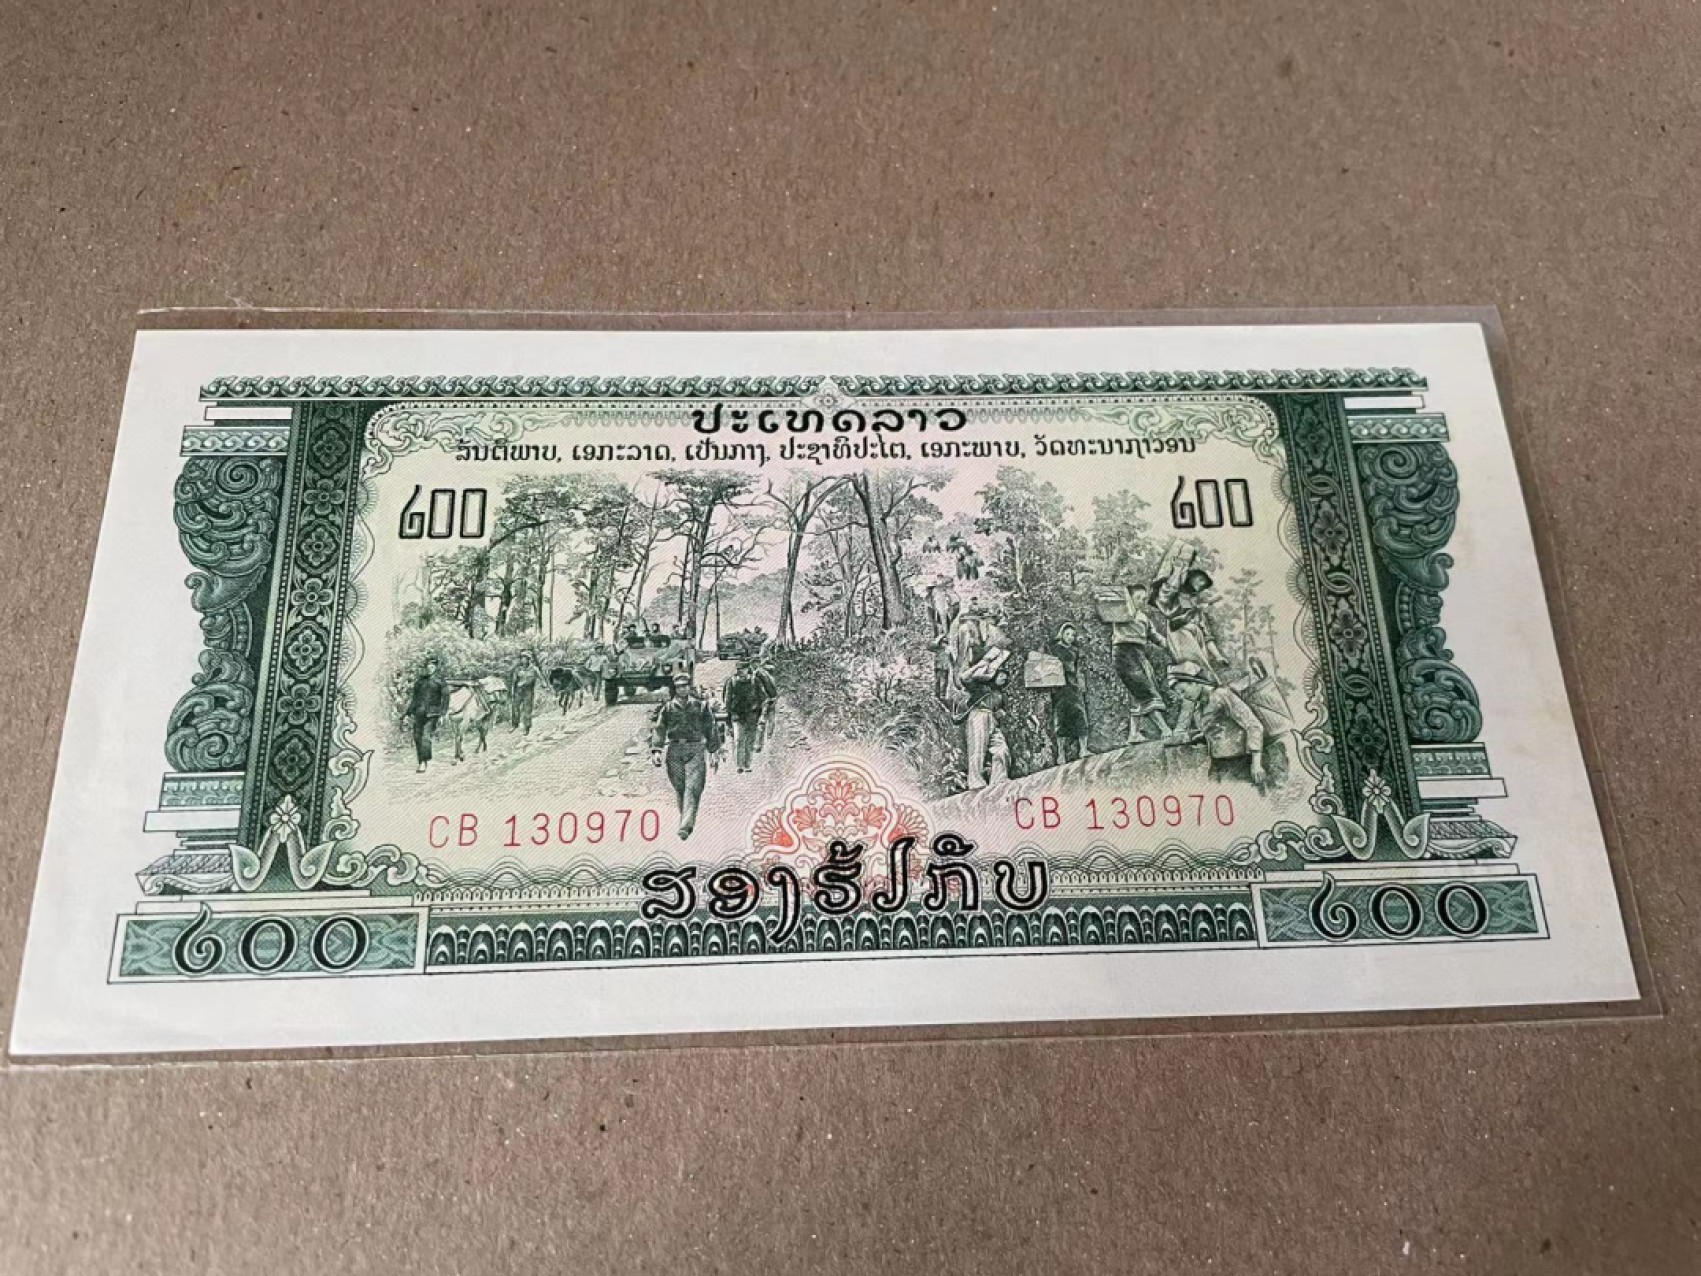 ປະເທດລາວ
ສັນຕິພາບ, ເອກະລາດ, ເປັນກາງ, ປະຊາທິປະໄຕ, ເອກະພາບ, ວັດທະນາຖາວອນ
໒໐໐ ໒໐໐
CB 130970 CB 130970
ສອງຮ້ອຍກີບ
໒໐໐ ໒໐໐